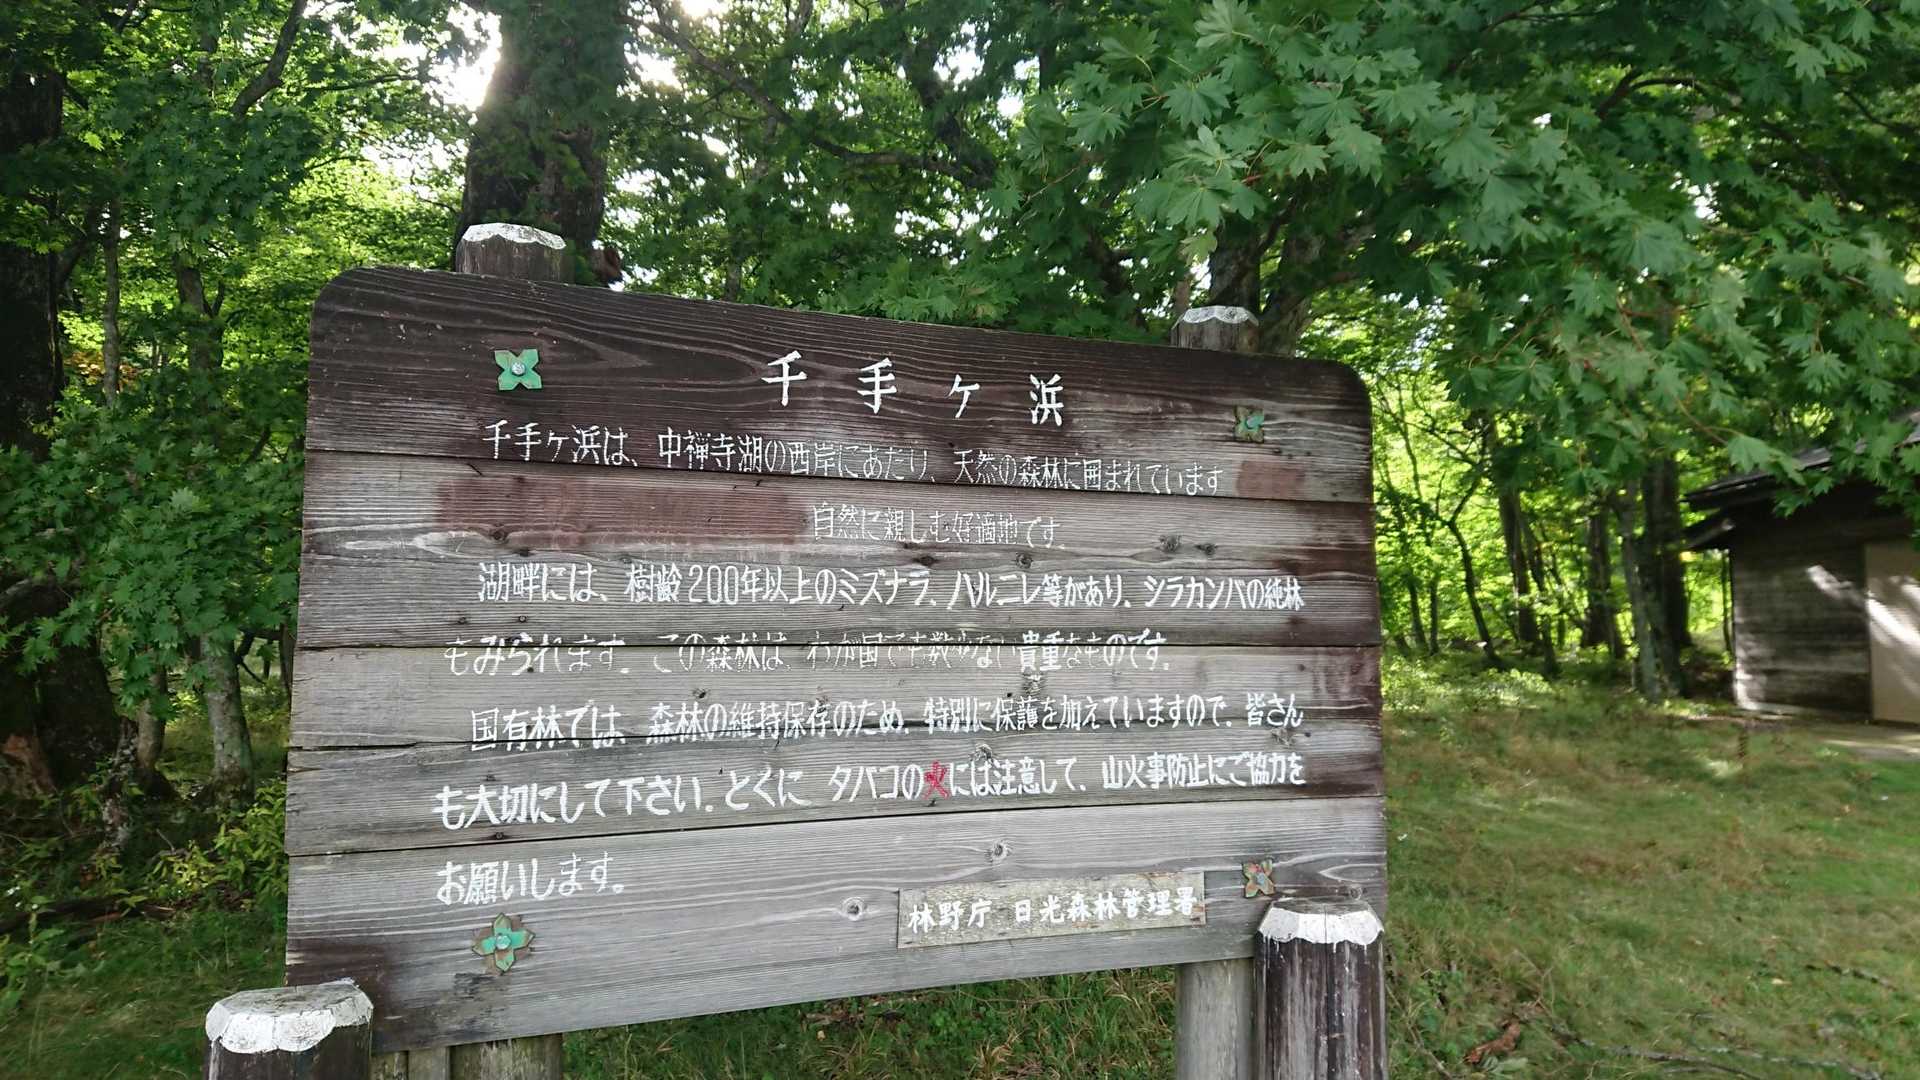 千手ヶ浜
千手ヶ浜は、中禅寺湖の西岸にあたり、天然の森林に囲まれています
自然に親しむ好適地です。
湖畔には、樹齢200年以上のミズナラ、ハルニレ等があり、シラカンバの純林
もみられます。この森林は、わが国でも数少ない貴重なものです。
国有林では、森林の維持保存のため、特別に保護を加えていますので、皆さん
も大切にして下さい。とくに タバコの火には注意して、山火事防止にご協力を
お願いします。
林野庁 日光森林管理署